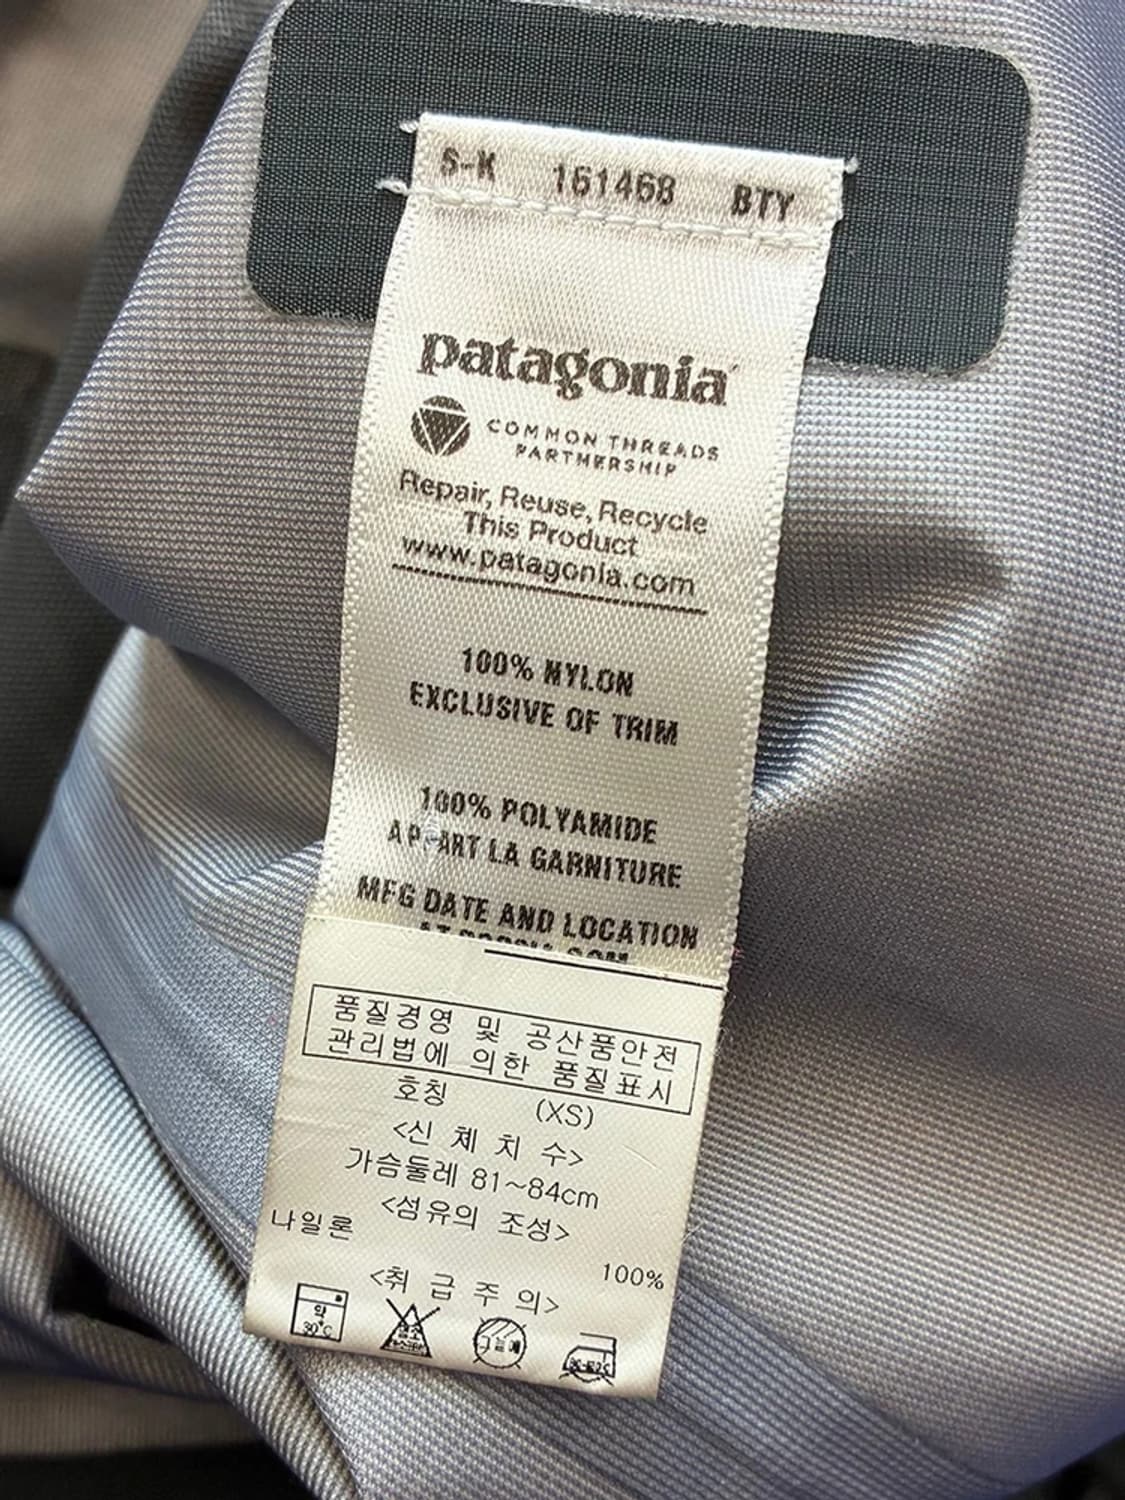 S-K 161468 BTY
patagonia
COMMON THREADS
PARTNERSHIP
Repair, Reuse, Recycle
This Product
www.patagonia.com
100% NYLON
EXCLUSIVE OF TRIM
100% POLYAMIDE
APPART LA GARNITURE
MFG DATE AND LOCATION
품질경영 및 공산품안전
관리법에 의한 품질표시
호칭 (XS)
<신 체 치 수>
가슴둘레 81~84cm
<섬유의 조성>
나일론 100%
<취 급 주 의>
약
30℃